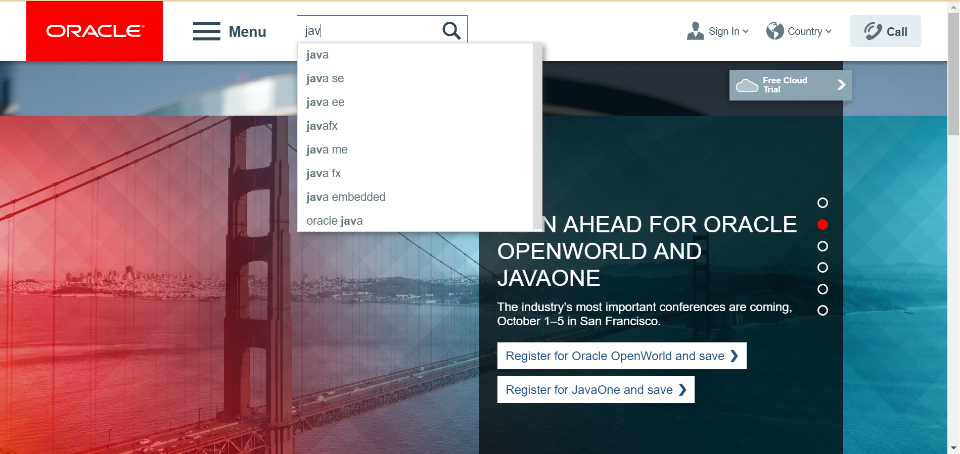 ORACLE
Menu
jav
Sign In
Country
Call
java
java se
java ee
javafx
java me
java fx
java embedded
oracle java
Free Cloud
Trial
N AHEAD FOR ORACLE
OPENWORLD AND
JAVAONE
The industry's most important conferences are coming,
October 1–5 in San Francisco.
Register for Oracle OpenWorld and save
Register for JavaOne and save